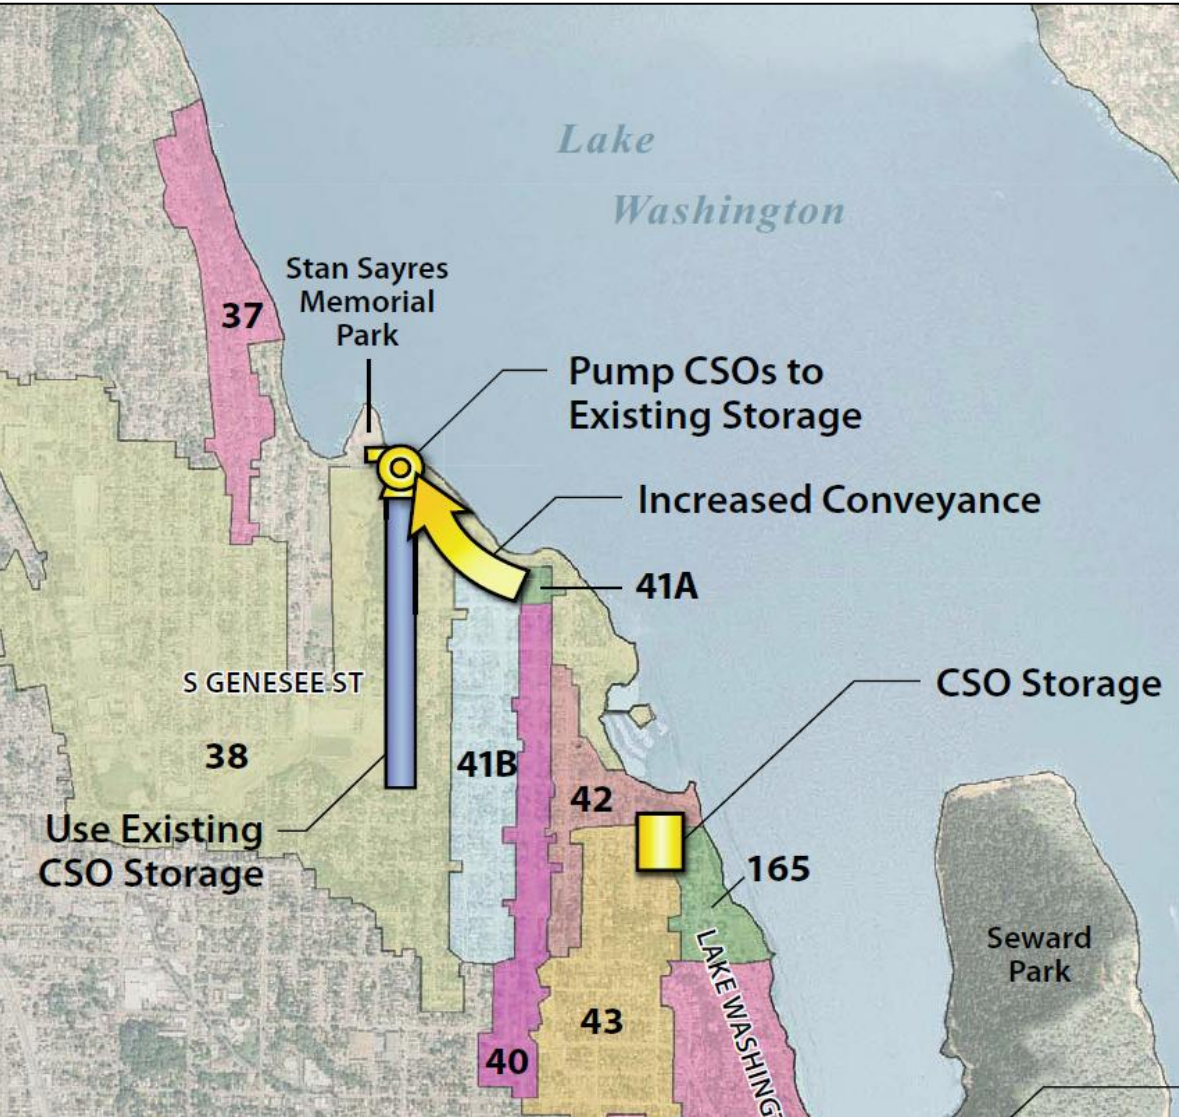 Lake
Washington
Stan Sayres
Memorial
Park
37
Pump CSOs to
Existing Storage
Increased Conveyance
41A
S GENESEE ST
CSO Storage
38
41B
42
Use Existing
CSO Storage
165
Seward
Park
LAKE WASHING
43
40